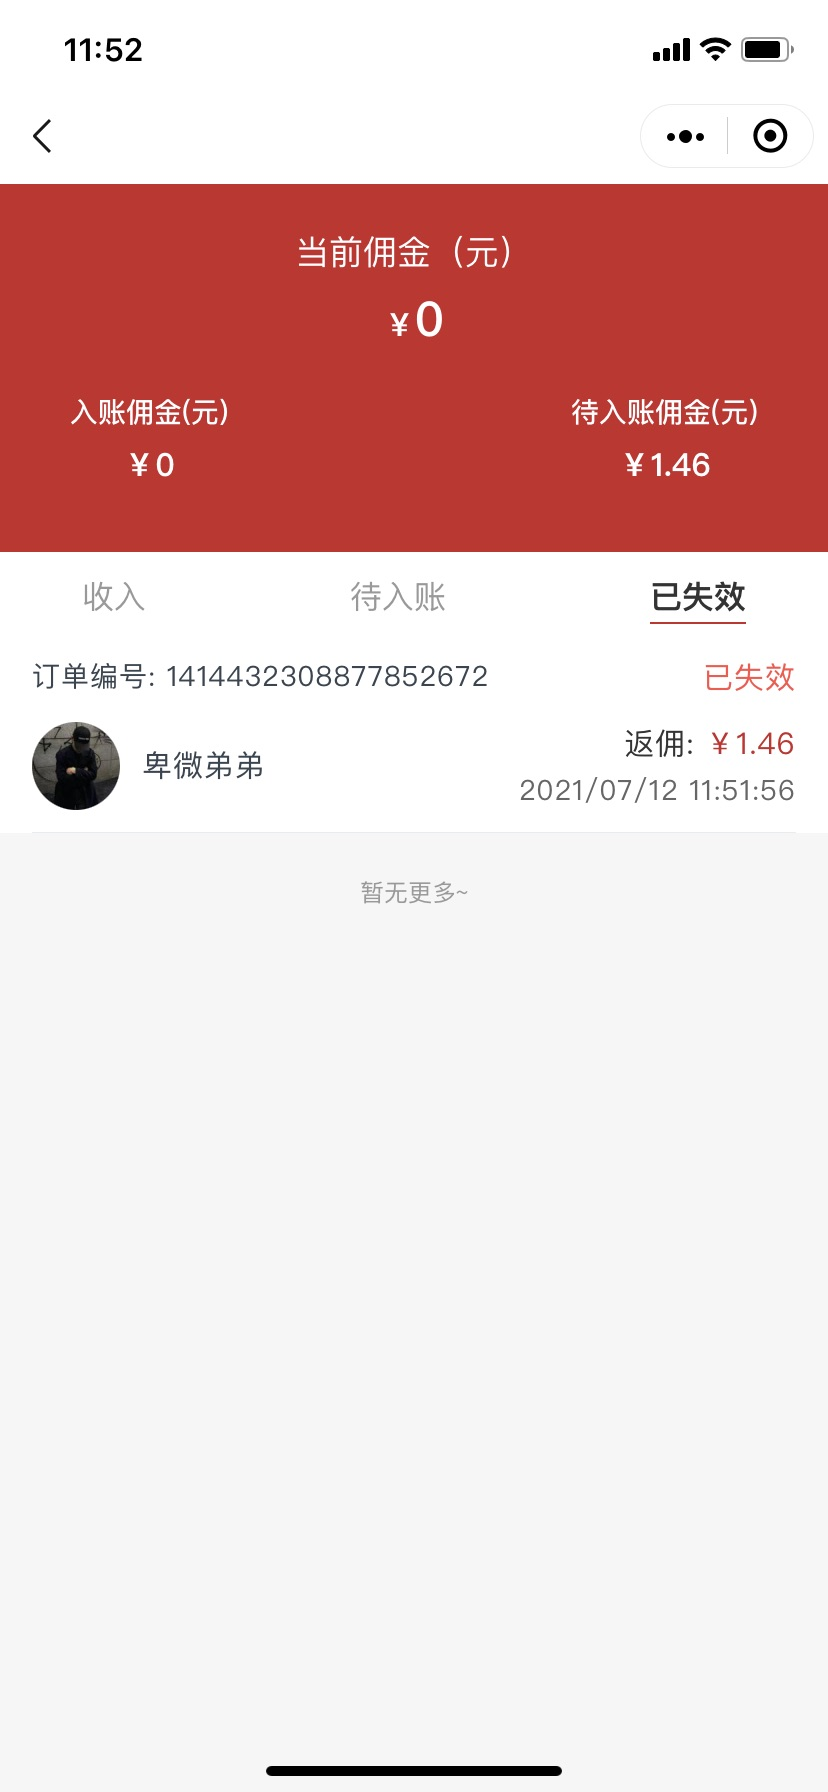 11:52
当前佣金（元）
¥0
入账佣金(元)
待入账佣金(元)
¥0
¥1.46
收入
待入账
已失效
订单编号: 1414432308877852672
已失效
卑微弟弟
返佣: ¥1.46
2021/07/12 11:51:56
暂无更多~